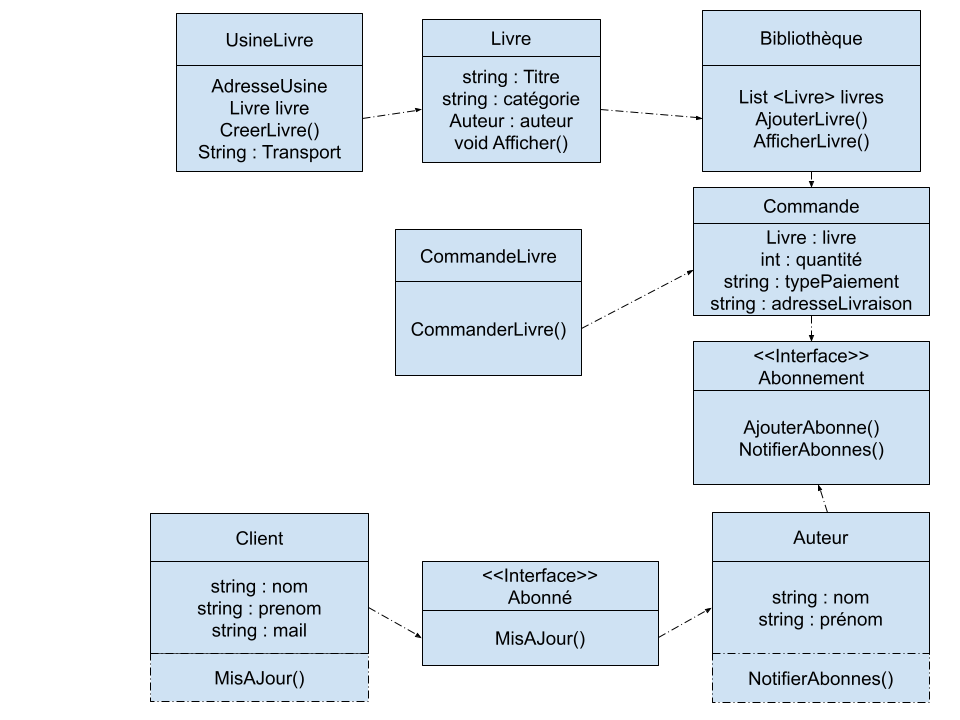 UsineLivre
AdresseUsine
Livre livre
CreerLivre()
String : Transport
Livre
string : Titre
string : catégorie
Auteur : auteur
void Afficher()
Bibliothèque
List <Livre> livres
AjouterLivre()
AfficherLivre()
Commande
Livre : livre
int : quantité
string : typePaiement
string : adresseLivraison
CommandeLivre
CommanderLivre()
<<Interface>>
Abonnement
AjouterAbonne()
NotifierAbonnes()
Client
string : nom
string : prenom
string : mail
MisAJour()
<<Interface>>
Abonné
MisAJour()
Auteur
string : nom
string : prénom
NotifierAbonnes()